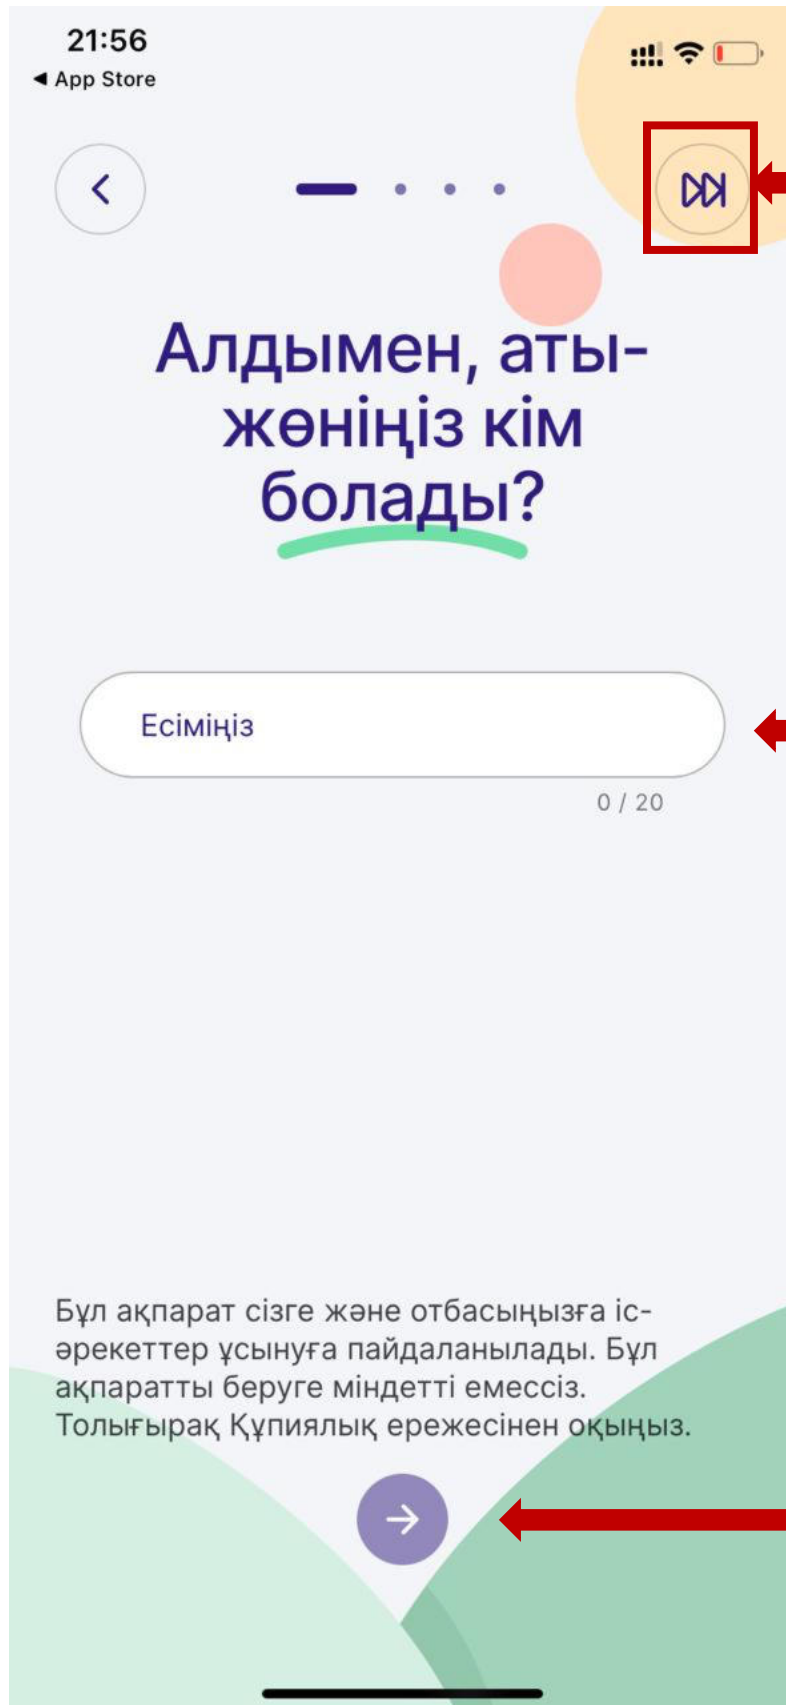 21:56
◀ App Store
Алдымен, аты-
жөніңіз кім
болады?
Есіміңіз
0 / 20
Бұл ақпарат сізге және отбасыңызға іс-
әрекеттер ұсынуға пайдаланылады. Бұл
ақпаратты беруге міндетті емессіз.
Толығырақ Құпиялық ережесінен оқыңыз.